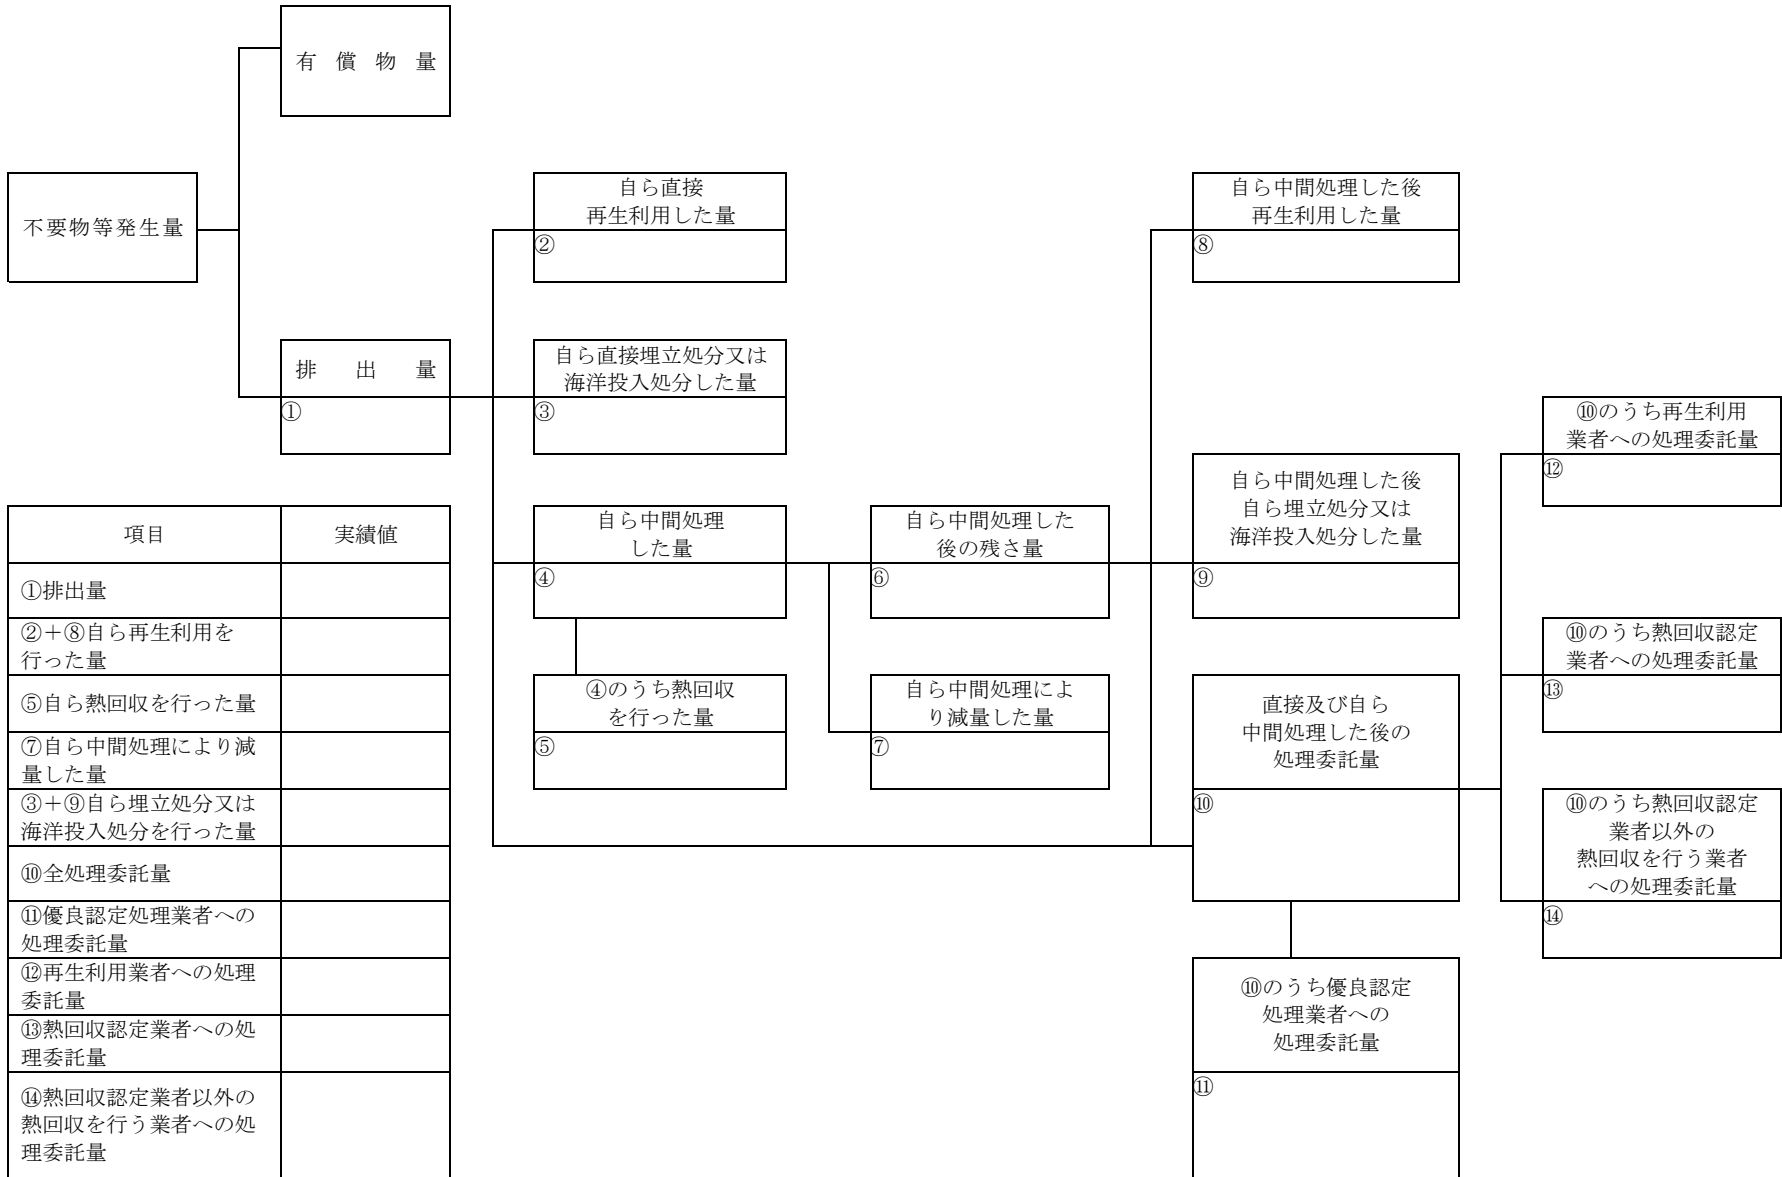 有償物量
不要物等発生量
排出量
①
自ら直接
再生利用した量
②
自ら直接埋立処分又は
海洋投入処分した量
③
自ら中間処理
した量
④
④のうち熱回収
を行った量
⑤
自ら中間処理した
後の残さ量
⑥
自ら中間処理によ
り減量した量
⑦
自ら中間処理した後
再生利用した量
⑧
自ら中間処理した後
自ら埋立処分又は
海洋投入処分した量
⑨
直接及び自ら
中間処理した後の
処理委託量
⑩
⑩のうち優良認定
処理業者への
処理委託量
⑪
⑩のうち再生利用
業者への処理委託量
⑫
⑩のうち熱回収認定
業者への処理委託量
⑬
⑩のうち熱回収認定
業者以外の
熱回収を行う業者
への処理委託量
⑭
項目 実績値
①排出量
②＋⑧自ら再生利用を
行った量
⑤自ら熱回収を行った量
⑦自ら中間処理により減
量した量
③＋⑨自ら埋立処分又は
海洋投入処分を行った量
⑩全処理委託量
⑪優良認定処理業者への
処理委託量
⑫再生利用業者への処理
委託量
⑬熱回収認定業者への処
理委託量
⑭熱回収認定業者以外の
熱回収を行う業者への処
理委託量